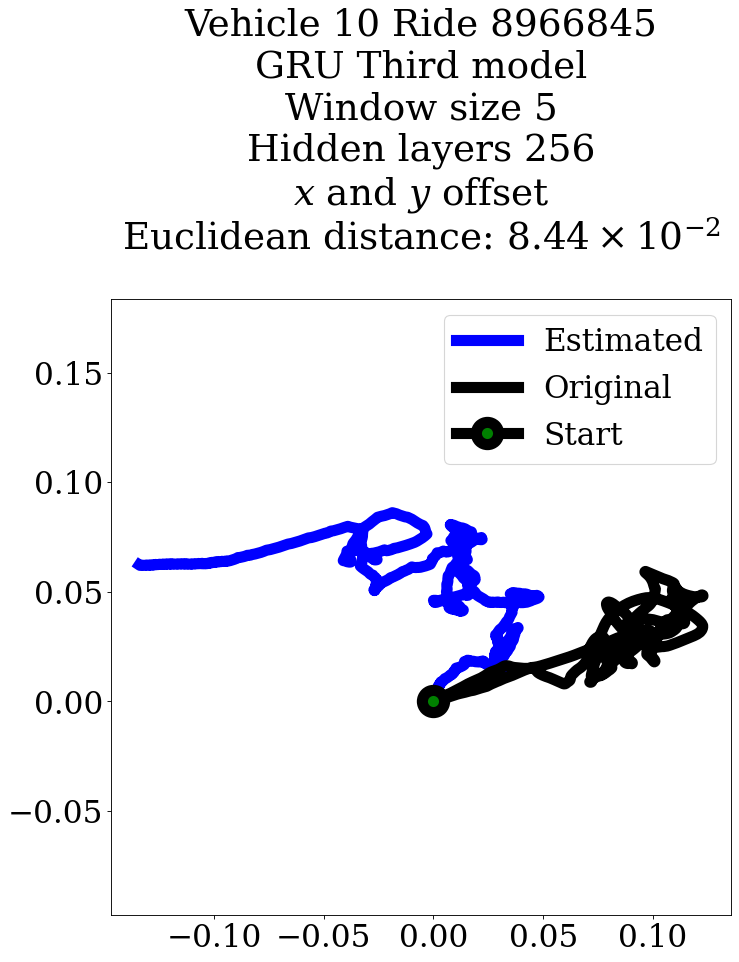 Vehicle 10 Ride 8966845
GRU Third model
Window size 5
Hidden layers 256
x and y offset
Euclidean distance: 8.44 × 10⁻²
Estimated
Original
Start
0.15
0.10
0.05
0.00
−0.05
−0.10 −0.05 0.00 0.05 0.10